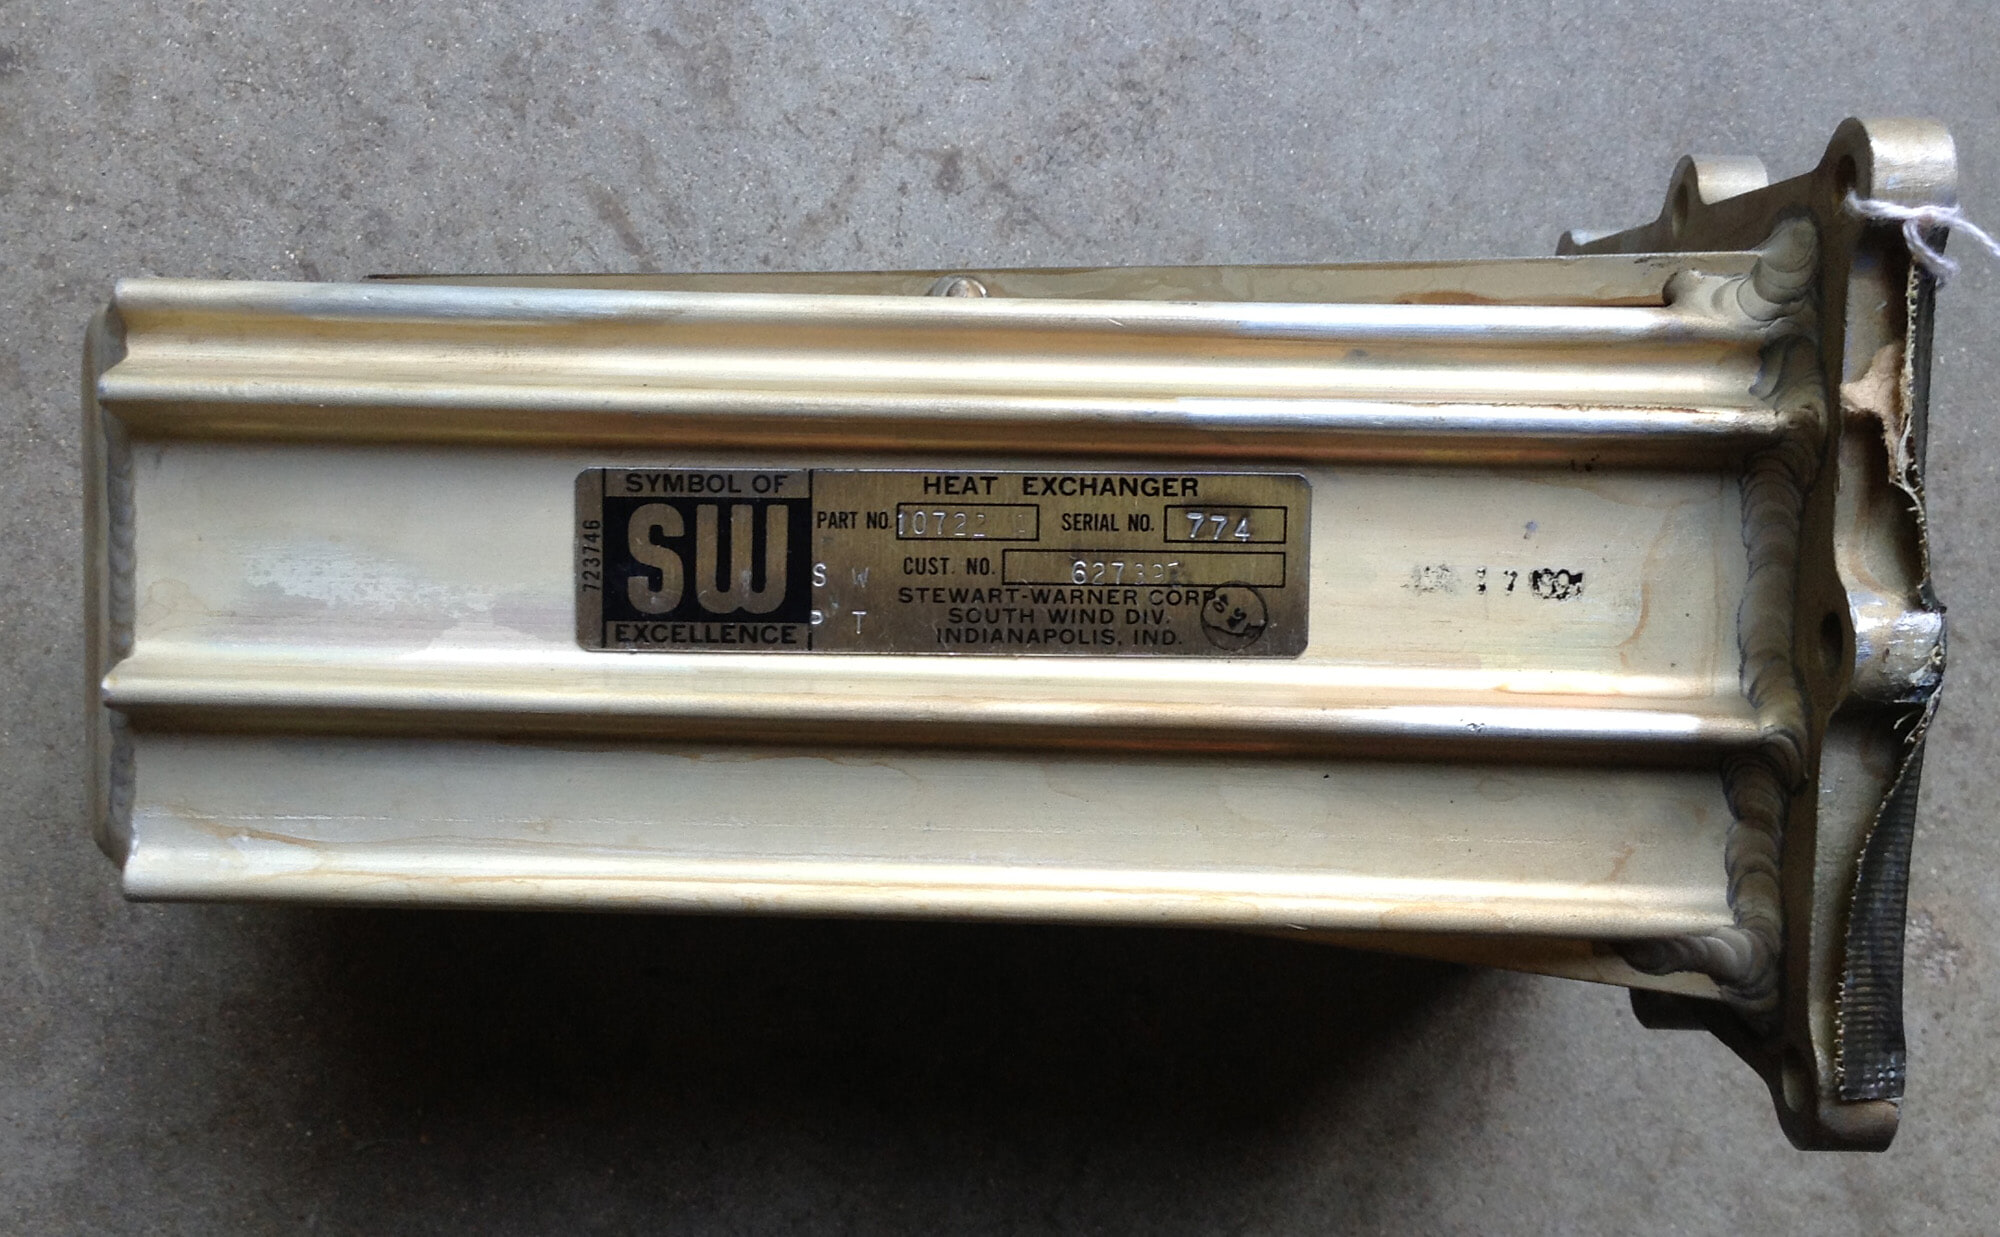 SYMBOL OF
SW
EXCELLENCE
723746
HEAT EXCHANGER
PART NO.
SERIAL NO. 774
CUST. NO.
S W
P T
STEWART-WARNER CORP.
SOUTH WIND DIV.
INDIANAPOLIS, IND.